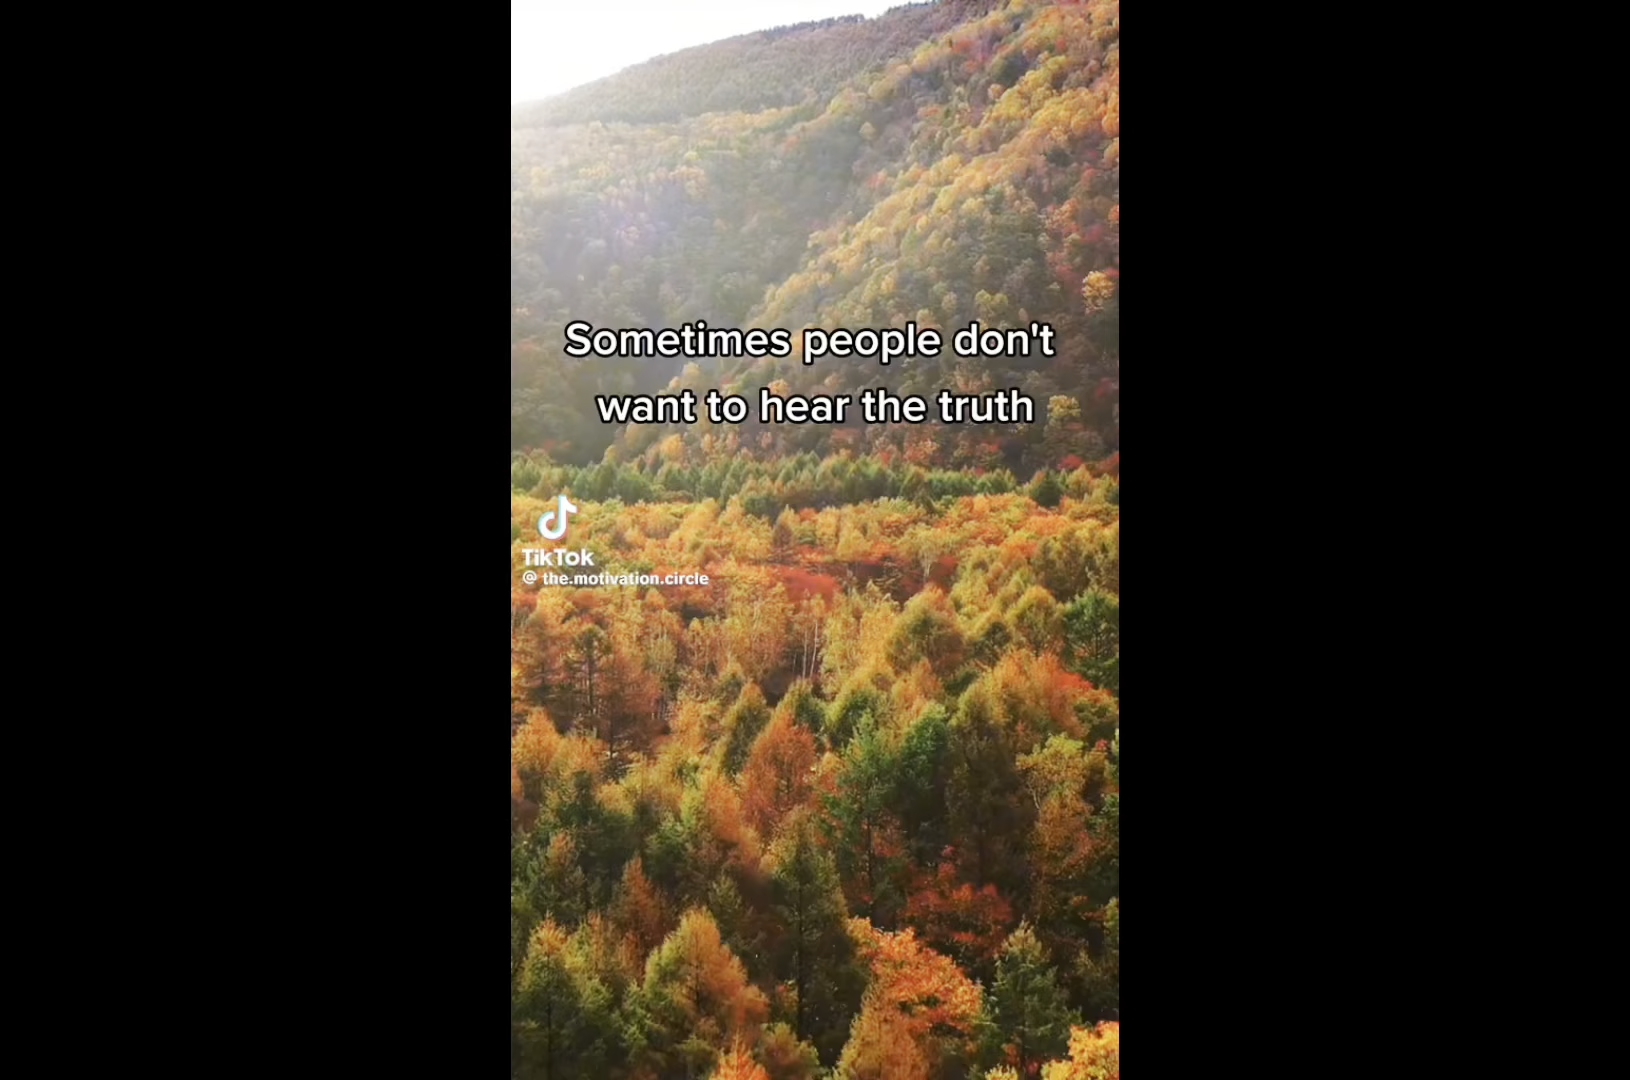 Sometimes people don't
want to hear the truth
TikTok
@ the.motivation.circle